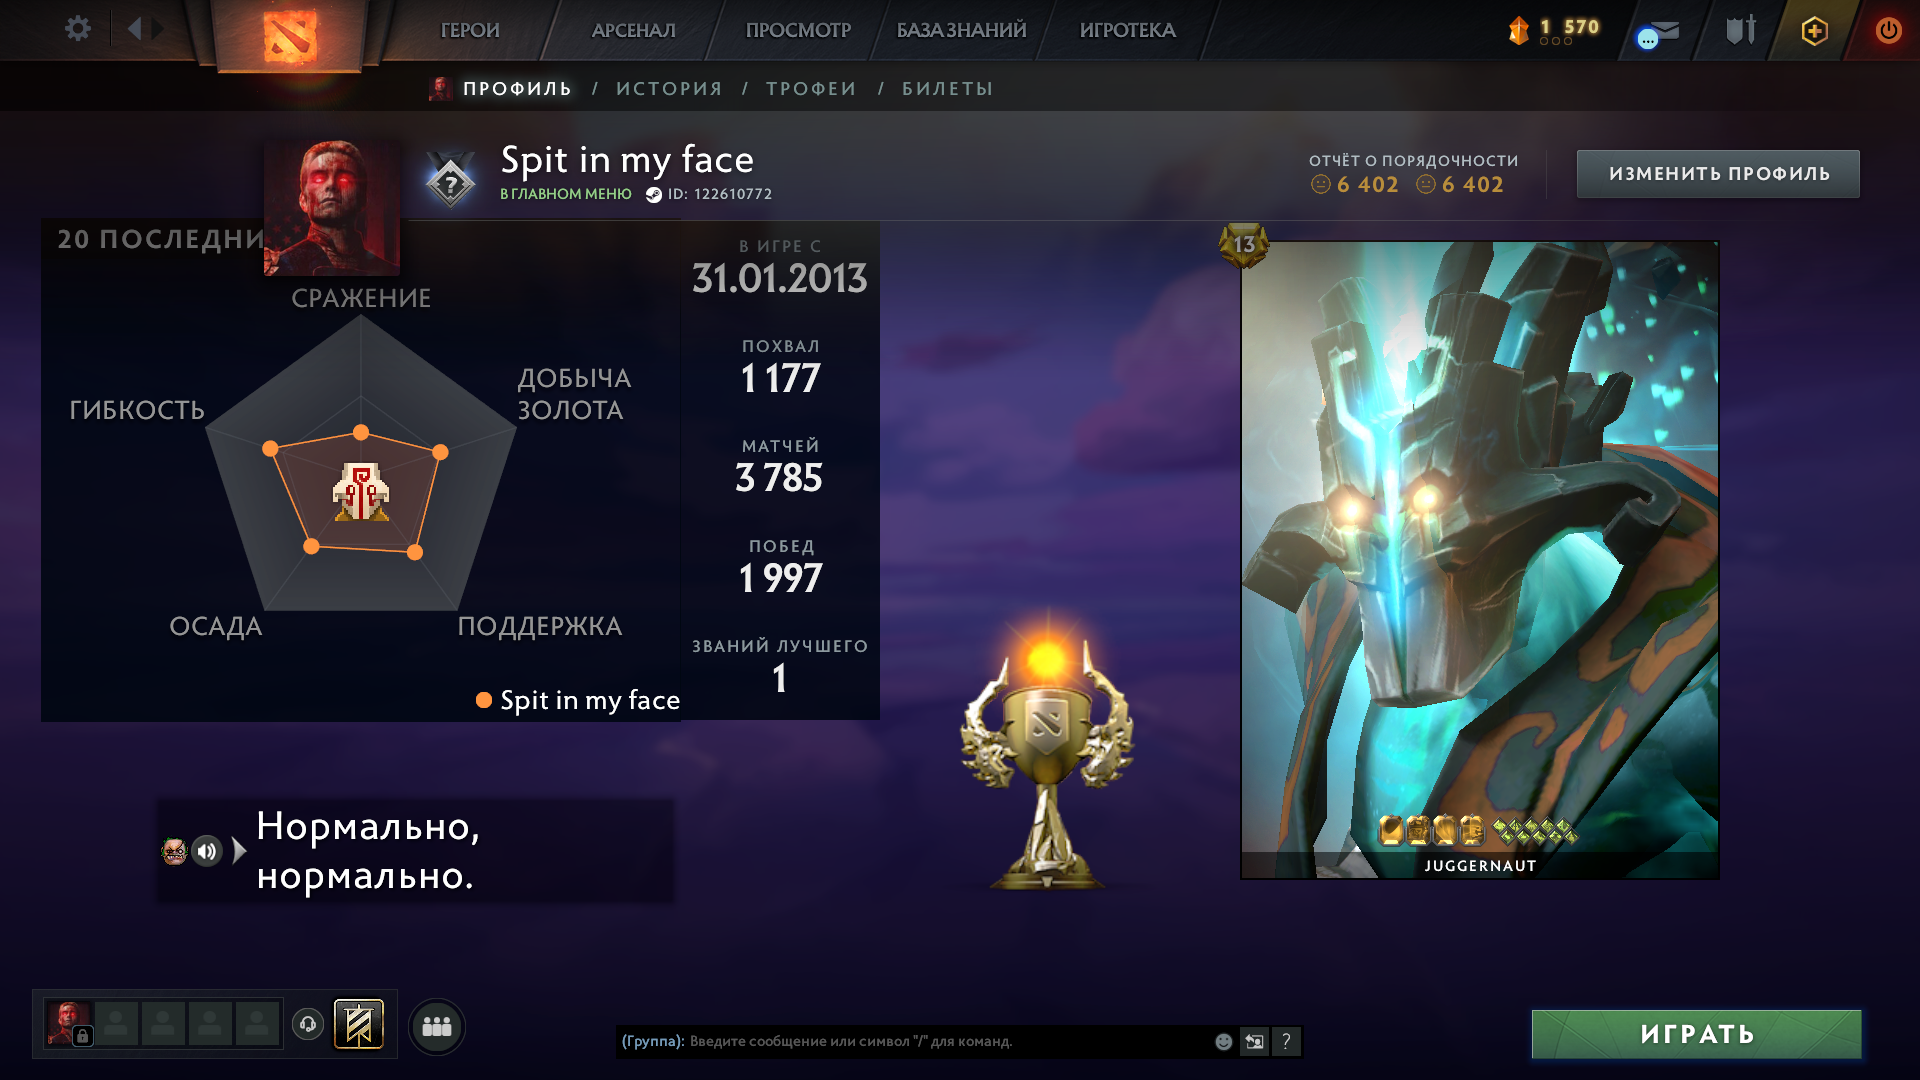 ГЕРОИ АРСЕНАЛ ПРОСМОТР БАЗА ЗНАНИЙ ИГРОТЕКА 1 570
ПРОФИЛЬ / ИСТОРИЯ / ТРОФЕИ / БИЛЕТЫ
Spit in my face
В ГЛАВНОМ МЕНЮ ID: 122610772
ОТЧЁТ О ПОРЯДОЧНОСТИ
6 402 6 402
ИЗМЕНИТЬ ПРОФИЛЬ
20 ПОСЛЕДНИ
СРАЖЕНИЕ
ДОБЫЧА
ЗОЛОТА
ГИБКОСТЬ
ОСАДА
ПОДДЕРЖКА
Spit in my face
В ИГРЕ С
31.01.2013
ПОХВАЛ
1 177
МАТЧЕЙ
3 785
ПОБЕД
1 997
ЗВАНИЙ ЛУЧШЕГО
1
13
JUGGERNAUT
Нормально,
нормально.
(Группа): Введите сообщение или символ "/" для команд.
?
ИГРАТЬ